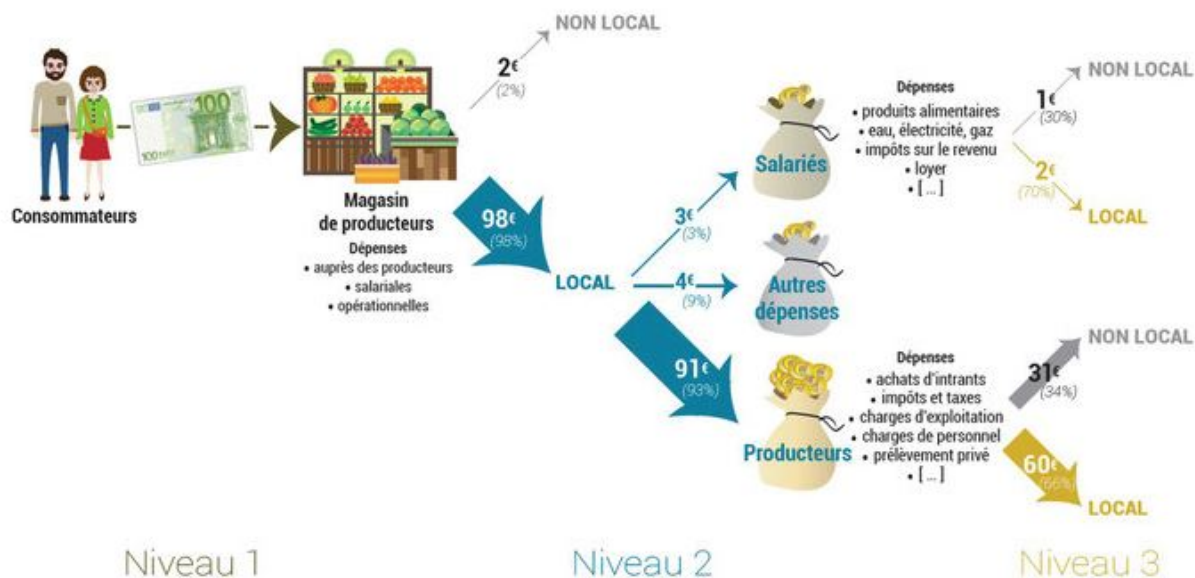 Consommateurs
100
100 EURO
Magasin
de producteurs
Dépenses
• auprès des producteurs
• salariales
• opérationnelles
2€
(2%)
NON LOCAL
98€
(98%)
LOCAL
3€
(3%)
4€
(9%)
91€
(93%)
Salariés
Dépenses
• produits alimentaires
• eau, électricité, gaz
• impôts sur le revenu
• loyer
• [...]
1€
(30%)
NON LOCAL
2€
(70%)
LOCAL
Autres
dépenses
Producteurs
Dépenses
• achats d'intrants
• impôts et taxes
• charges d'exploitation
• charges de personnel
• prélèvement privé
• [...]
31€
(34%)
NON LOCAL
60€
(66%)
LOCAL
Niveau 1
Niveau 2
Niveau 3